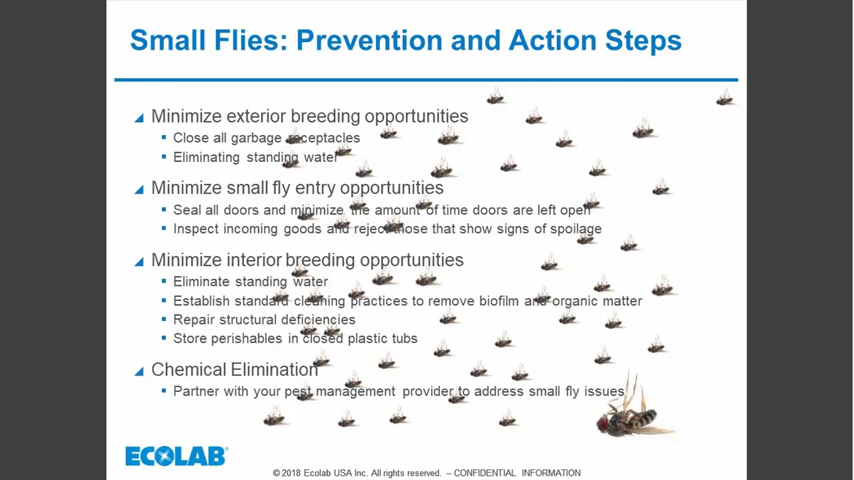 Small Flies: Prevention and Action Steps
Minimize exterior breeding opportunities
Close all garbage receptacles
Eliminating standing water
Minimize small fly entry opportunities
Seal all doors and minimize the amount of time doors are left open
Inspect incoming goods and reject those that show signs of spoilage
Minimize interior breeding opportunities
Eliminate standing water
Establish standard cleaning practices to remove biofilm and organic matter
Repair structural deficiencies
Store perishables in closed plastic tubs
Chemical Elimination
Partner with your pest management provider to address small fly issues
ECOLAB®
© 2018 Ecolab USA Inc. All rights reserved. – CONFIDENTIAL INFORMATION